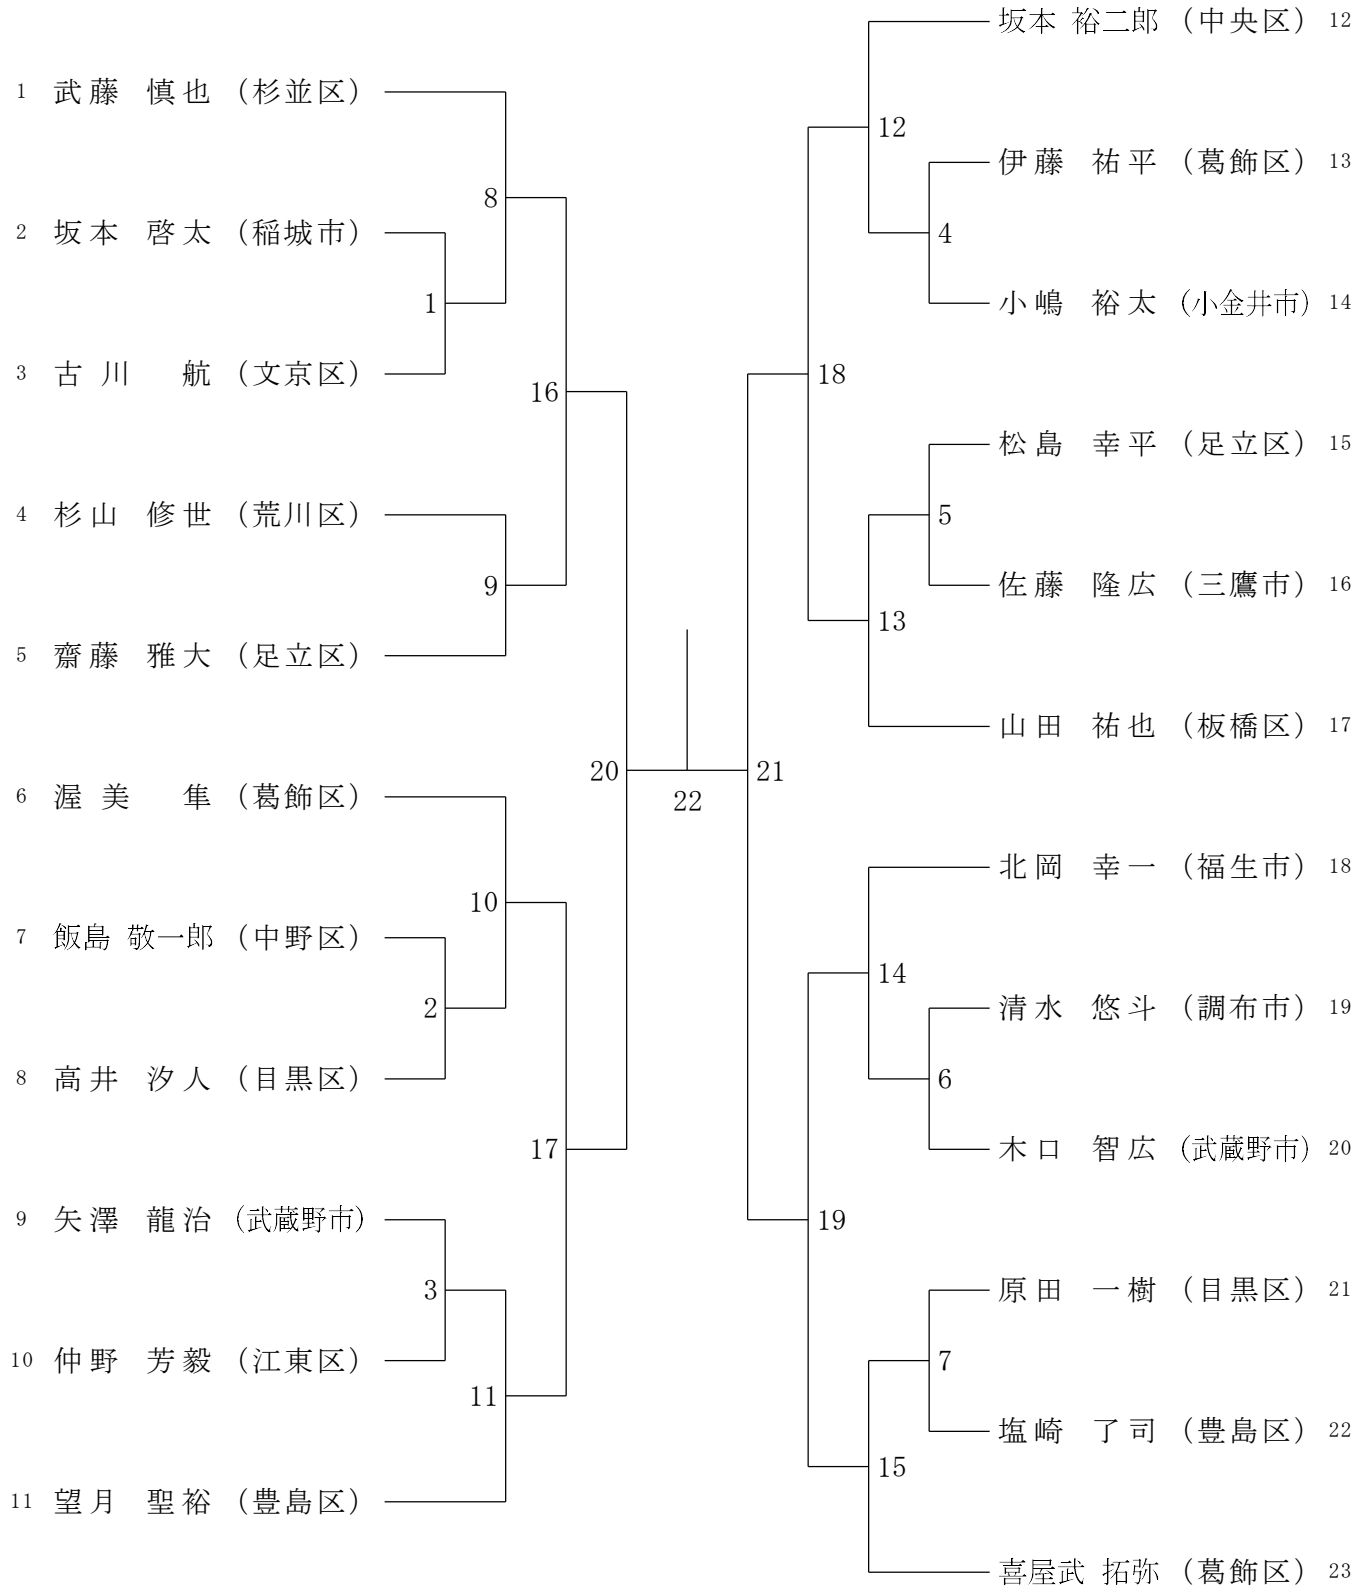 1 武藤 慎也 (杉並区)
2 坂本 啓太 (稲城市)
3 古川 航 (文京区)
4 杉山 修世 (荒川区)
5 齋藤 雅大 (足立区)
6 渥美 隼 (葛飾区)
7 飯島 敬一郎 (中野区)
8 高井 汐人 (目黒区)
9 矢澤 龍治 (武蔵野市)
10 仲野 芳毅 (江東区)
11 望月 聖裕 (豊島区)
8
1
16
9
20
10
2
17
3
11
22
12
4
18
5
13
21
14
6
19
7
15
坂本 裕二郎 (中央区) 12
伊藤 祐平 (葛飾区) 13
小嶋 裕太 (小金井市) 14
松島 幸平 (足立区) 15
佐藤 隆広 (三鷹市) 16
山田 祐也 (板橋区) 17
北岡 幸一 (福生市) 18
清水 悠斗 (調布市) 19
木口 智広 (武蔵野市) 20
原田 一樹 (目黒区) 21
塩崎 了司 (豊島区) 22
喜屋武 拓弥 (葛飾区) 23